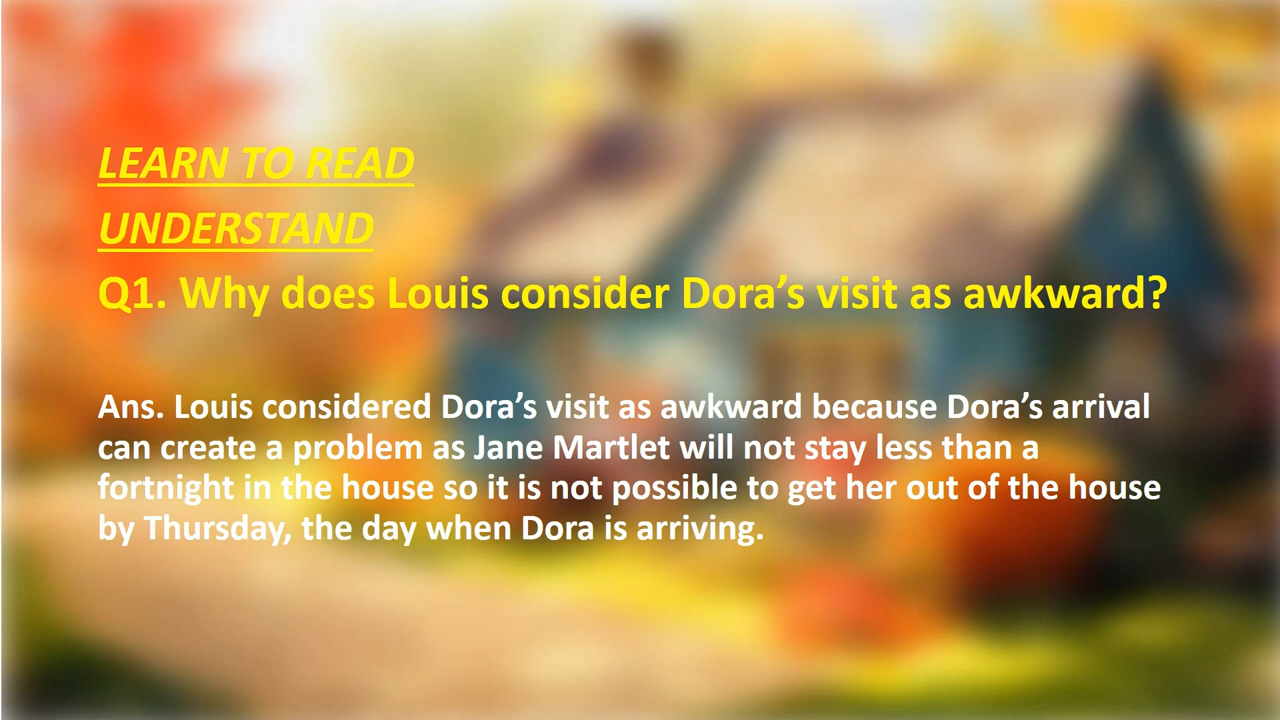 LEARN TO READ
UNDERSTAND
Q1. Why does Louis consider Dora’s visit as awkward?
Ans. Louis considered Dora’s visit as awkward because Dora’s arrival
can create a problem as Jane Martlet will not stay less than a
fortnight in the house so it is not possible to get her out of the house
by Thursday, the day when Dora is arriving.